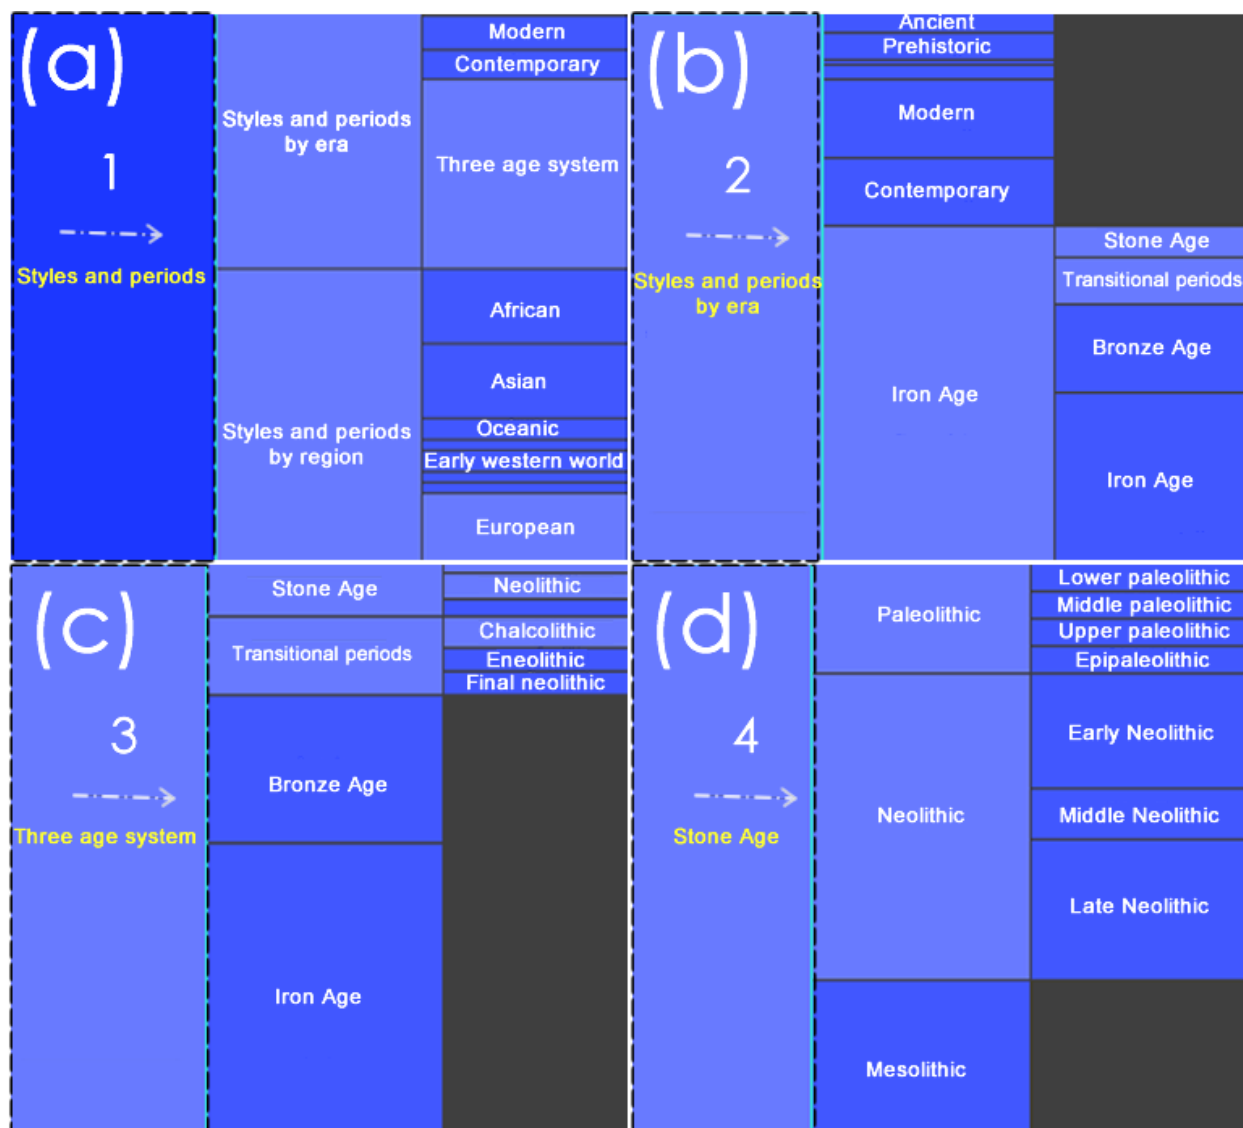 (a)
1
Styles and periods
Styles and periods
by era
Styles and periods
by region
Modern
Contemporary
Three age system
African
Asian
Oceanic
Early western world
European
(b)
2
Styles and periods
by era
Ancient
Prehistoric
Modern
Contemporary
Iron Age
Stone Age
Transitional periods
Bronze Age
Iron Age
(c)
3
Three age system
Stone Age
Transitional periods
Bronze Age
Iron Age
Neolithic
Chalcolithic
Eneolithic
Final neolithic
(d)
4
Stone Age
Paleolithic
Neolithic
Mesolithic
Lower paleolithic
Middle paleolithic
Upper paleolithic
Epipaleolithic
Early Neolithic
Middle Neolithic
Late Neolithic